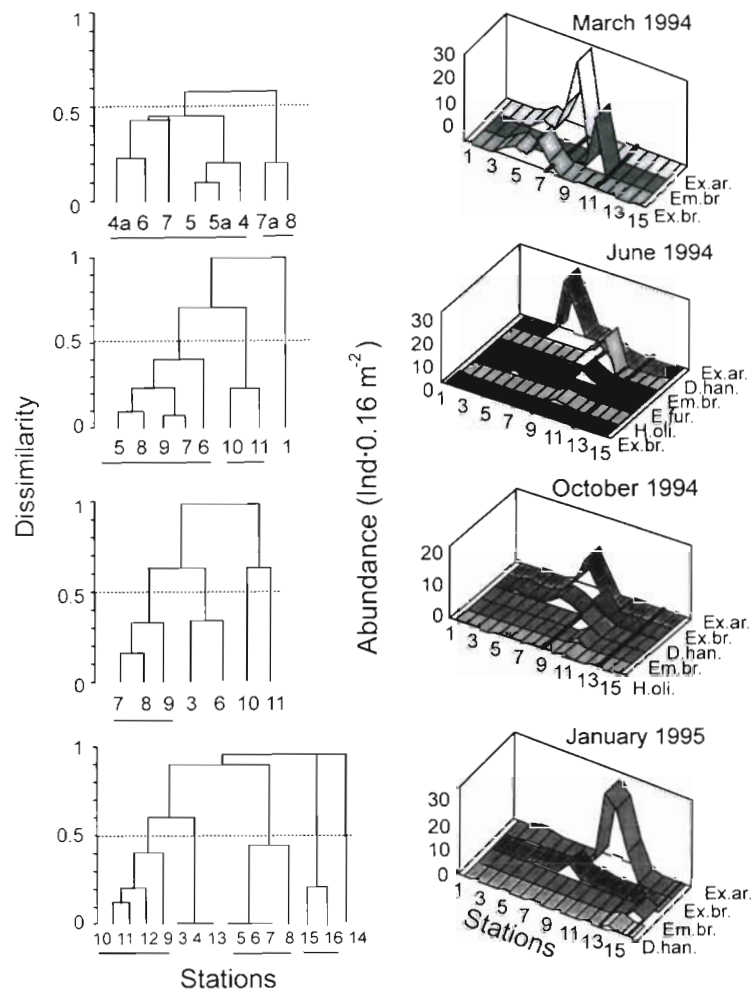 March 1994
1
0.5
0
4a 6 7 5 5a 4 7a 8
30
20
10
0
1 3 5 7 9 11 13 15
Ex.ar.
Em.br
Ex.br.
June 1994
1
0.5
0
5 8 9 7 6 10 11 1
30
20
10
0
1 3 5 7 9 11 13 15
Ex.ar.
D.han.
Em.br.
E.fur.
H.oli.
Ex.br.
Dissimilarity
Abundance (Ind·0.16 m⁻²)
October 1994
1
0.5
0
7 8 9 3 6 10 11
20
10
0
1 3 5 7 9 11 13 15
Ex.ar.
Ex.br.
D.han.
Em.br.
H.oli.
January 1995
1
0.5
0
10 11 12 9 3 4 13 5 6 7 8 15 16 14
30
20
10
0
1 3 5 7 9 11 13 15
Ex.ar.
Ex.br.
Em.br.
D.han.
Stations
Stations